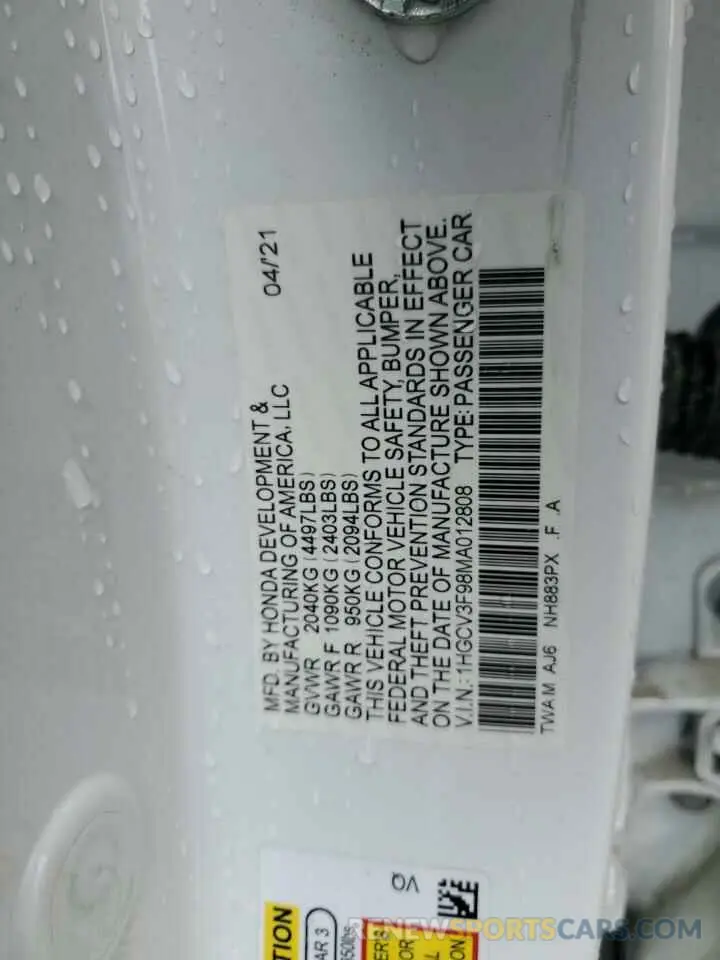 MFD. BY HONDA DEVELOPMENT &
MANUFACTURING OF AMERICA, LLC 04/'21
GVWR 2040KG (4497LBS)
GAWR F 1090KG (2403LBS)
GAWR R 950KG (2094LBS)
THIS VEHICLE CONFORMS TO ALL APPLICABLE
FEDERAL MOTOR VEHICLE SAFETY, BUMPER,
AND THEFT PREVENTION STANDARDS IN EFFECT
ON THE DATE OF MANUFACTURE SHOWN ABOVE.
V.I.N.: 1HGCV3F98MA012808 TYPE: PASSENGER CAR
TWA M AJ6 NH883PX .F .A
VQ
RENEWSPORTSCARS.COM